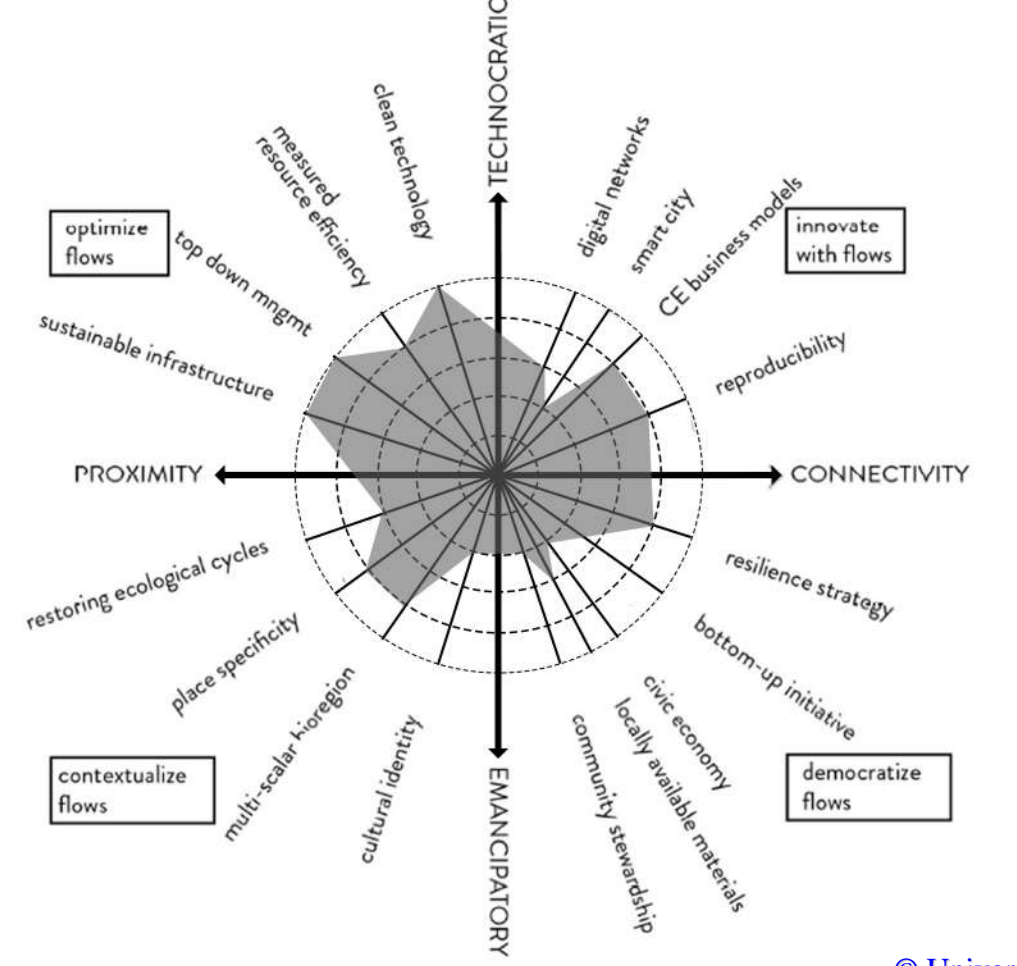 TECHNOCRATIC
clean technology
measured
resource efficiency
digital networks
smart city
CE business models
optimize
flows
top down mngmt
innovate
with flows
sustainable infrastructure
reproducibility
PROXIMITY
CONNECTIVITY
restoring ecological cycles
resilience strategy
place specificity
bottom-up initiative
multi-scalar bioregion
civic economy
locally available materials
cultural identity
community stewardship
contextualize
flows
democratize
flows
EMANCIPATORY
©